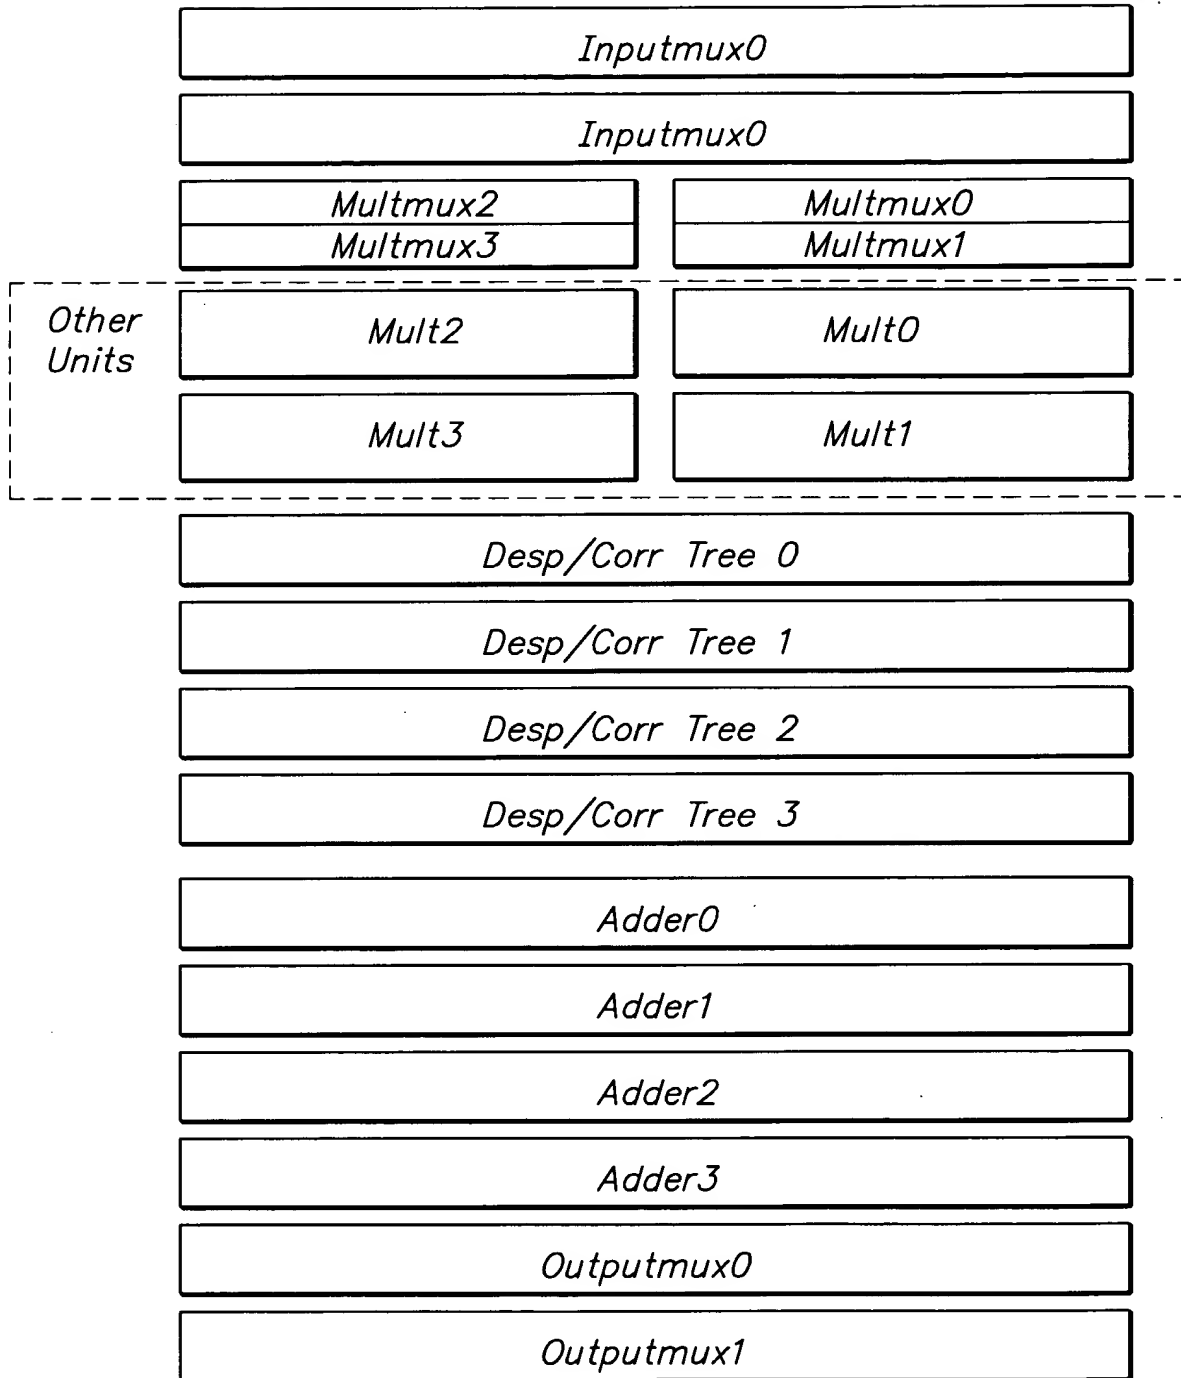 Inputmux0
Inputmux0
Multmux2 Multmux0
Multmux3 Multmux1
Other
Units
Mult2 Mult0
Mult3 Mult1
Desp/Corr Tree 0
Desp/Corr Tree 1
Desp/Corr Tree 2
Desp/Corr Tree 3
Adder0
Adder1
Adder2
Adder3
Outputmux0
Outputmux1